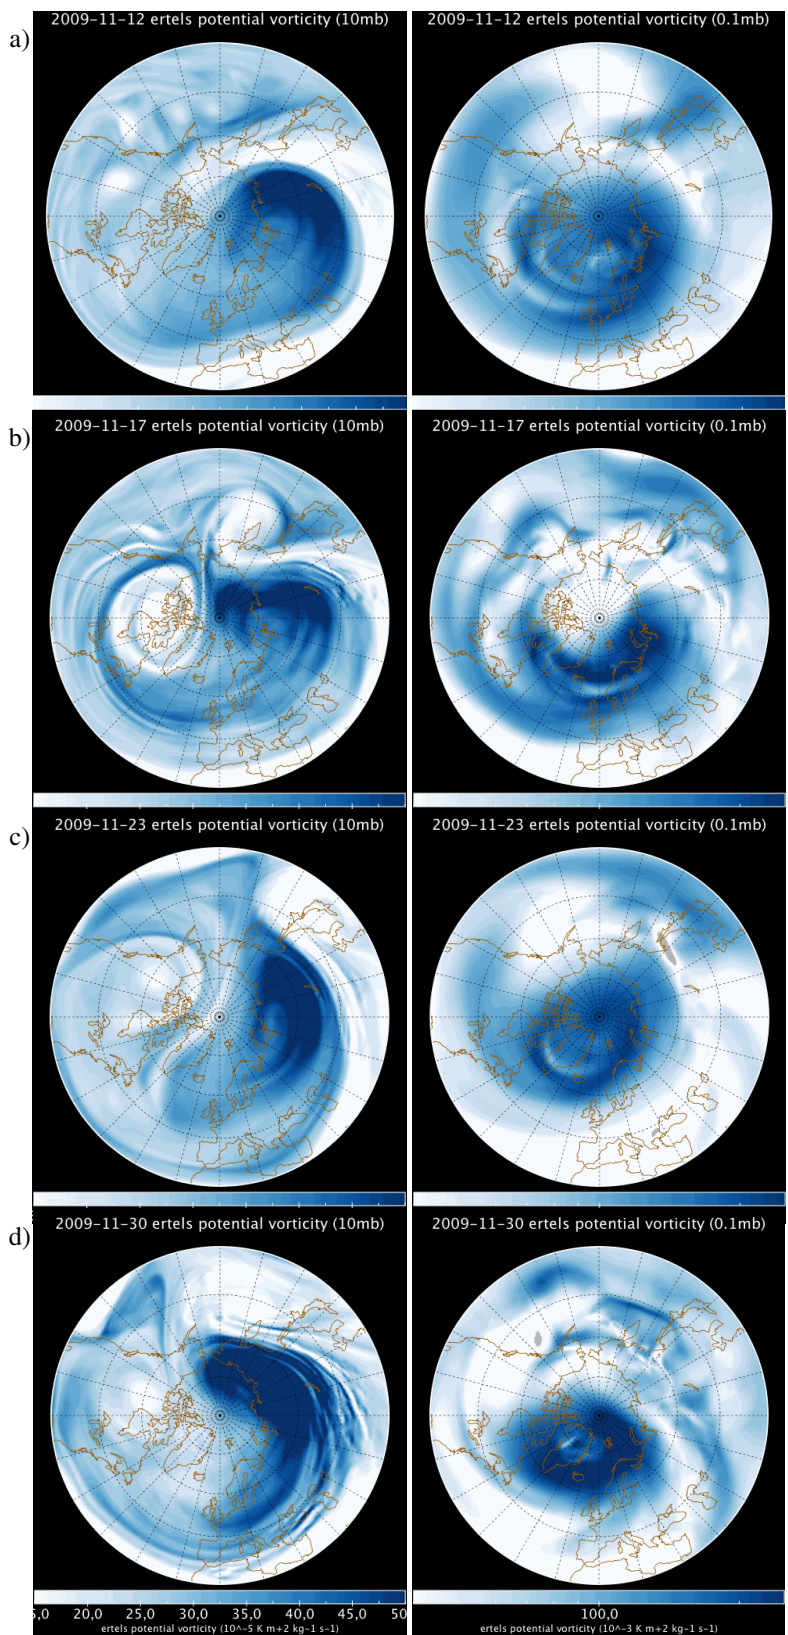 a)
2009-11-12 ertels potential vorticity (10mb)
2009-11-12 ertels potential vorticity (0.1mb)
b)
2009-11-17 ertels potential vorticity (10mb)
2009-11-17 ertels potential vorticity (0.1mb)
c)
2009-11-23 ertels potential vorticity (10mb)
2009-11-23 ertels potential vorticity (0.1mb)
d)
2009-11-30 ertels potential vorticity (10mb)
2009-11-30 ertels potential vorticity (0.1mb)
5,0 20,0 25,0 30,0 35,0 40,0 45,0 50
100,0
ertels potential vorticity (10^-5 K m+2 kg-1 s-1)
ertels potential vorticity (10^-3 K m+2 kg-1 s-1)